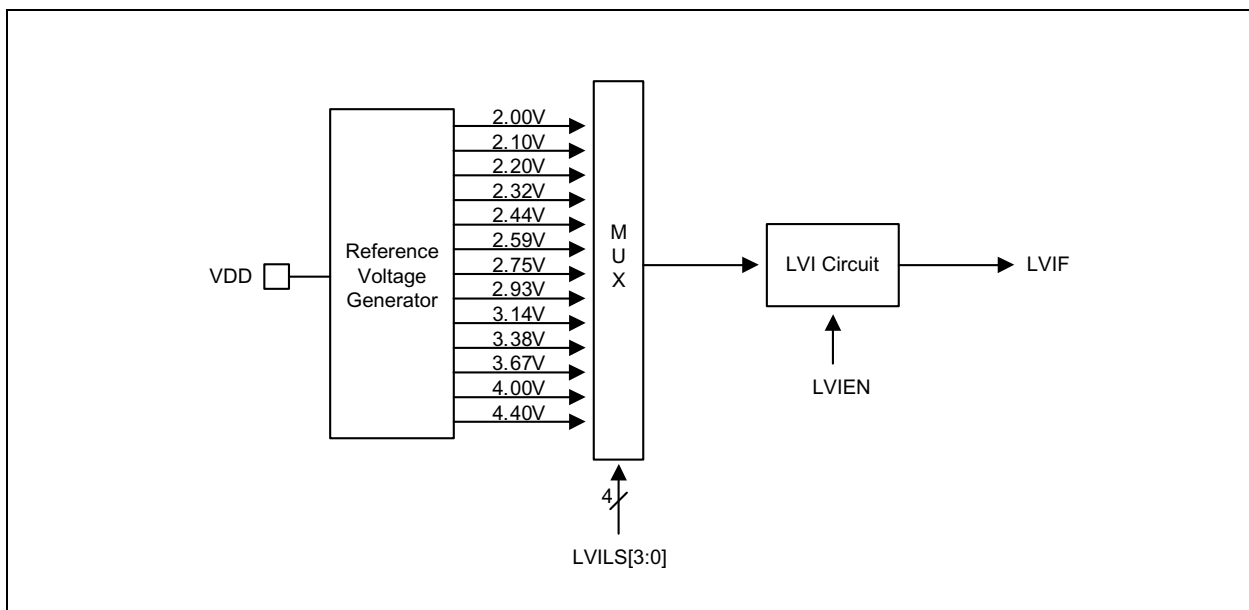 VDD
Reference
Voltage
Generator
2.00V
2.10V
2.20V
2.32V
2.44V
2.59V
2.75V
2.93V
3.14V
3.38V
3.67V
4.00V
4.40V
M
U
X
4
LVILS[3:0]
LVI Circuit
LVIEN
LVIF